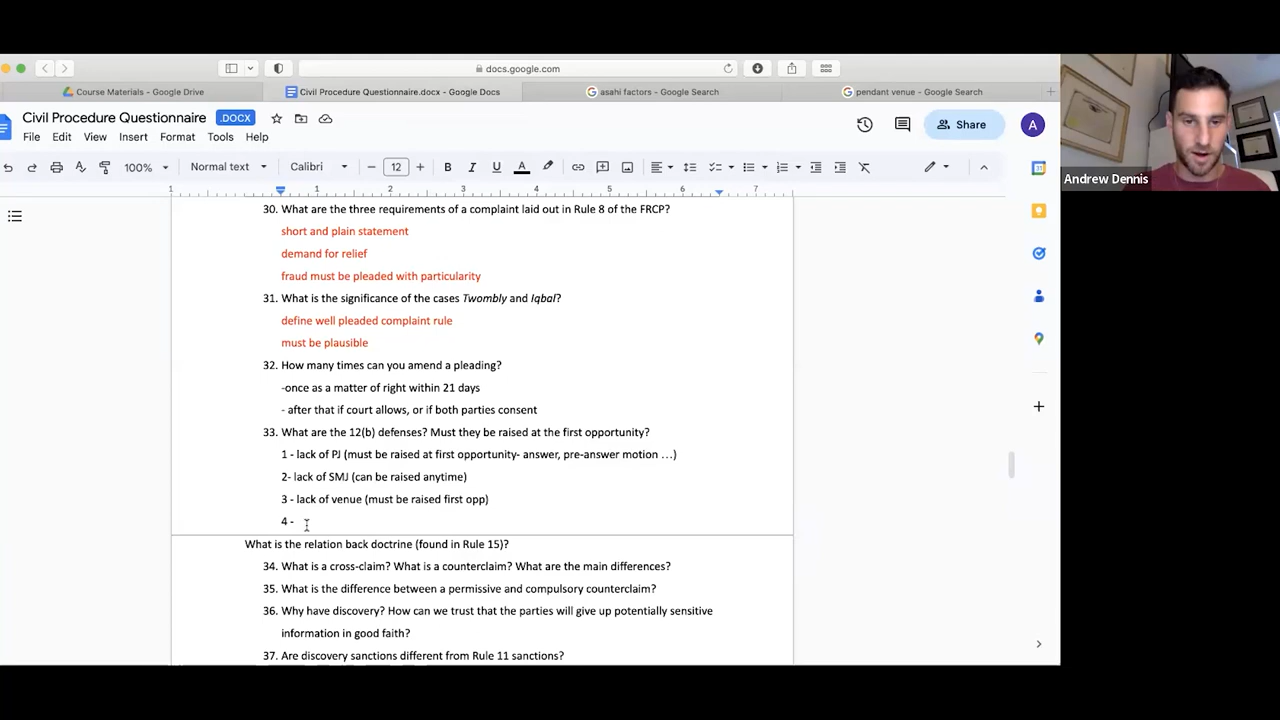 docs.google.com
Course Materials – Google Drive
Civil Procedure Questionnaire.docx - Google Docs
asahi factors - Google Search
pendant venue - Google Search
Civil Procedure Questionnaire
.DOCX
Share
A
File Edit View Insert Format Tools Help
100%
Normal text
Calibri
12
B I U A
1 1 2 3 4 5 6 7
Andrew Dennis
30. What are the three requirements of a complaint laid out in Rule 8 of the FRCP?
short and plain statement
demand for relief
fraud must be pleaded with particularity
31. What is the significance of the cases Twombly and Iqbal?
define well pleaded complaint rule
must be plausible
32. How many times can you amend a pleading?
-once as a matter of right within 21 days
- after that if court allows, or if both parties consent
33. What are the 12(b) defenses? Must they be raised at the first opportunity?
1 - lack of PJ (must be raised at first opportunity- answer, pre-answer motion ...)
2- lack of SMJ (can be raised anytime)
3 - lack of venue (must be raised first opp)
4 -
What is the relation back doctrine (found in Rule 15)?
34. What is a cross-claim? What is a counterclaim? What are the main differences?
35. What is the difference between a permissive and compulsory counterclaim?
36. Why have discovery? How can we trust that the parties will give up potentially sensitive
information in good faith?
37. Are discovery sanctions different from Rule 11 sanctions?